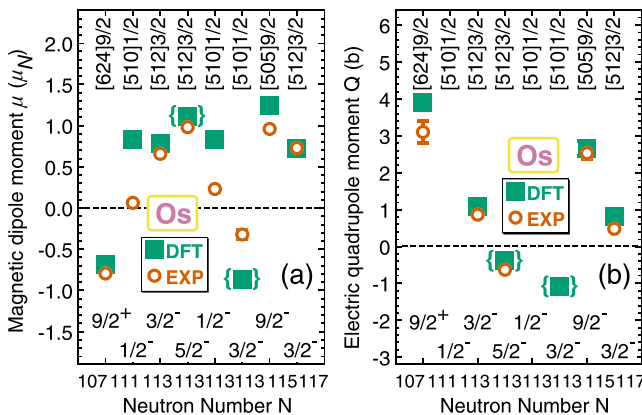 Magnetic dipole moment μ (μN)
2.0
1.5
1.0
0.5
0.0
-0.5
-1.0
-1.5
[624]9/2
[510]1/2
[512]3/2
[512]3/2
[510]1/2
[510]1/2
[505]9/2
[512]3/2
{ }
Os
DFT
EXP
{ }
(a)
9/2+ 3/2- 1/2- 9/2-
1/2- 5/2- 3/2- 3/2-
107 111 113 113 111 113 115 117
Neutron Number N
Electric quadrupole moment Q (b)
6
5
4
3
2
1
0
-1
-2
-3
[624]9/2
[510]1/2
[512]3/2
[512]3/2
[510]1/2
[510]1/2
[505]9/2
[512]3/2
Os
DFT
EXP
{ }
{ }
(b)
9/2+ 3/2- 1/2- 9/2-
1/2- 5/2- 3/2- 3/2-
107 111 113 113 111 113 115 117
Neutron Number N